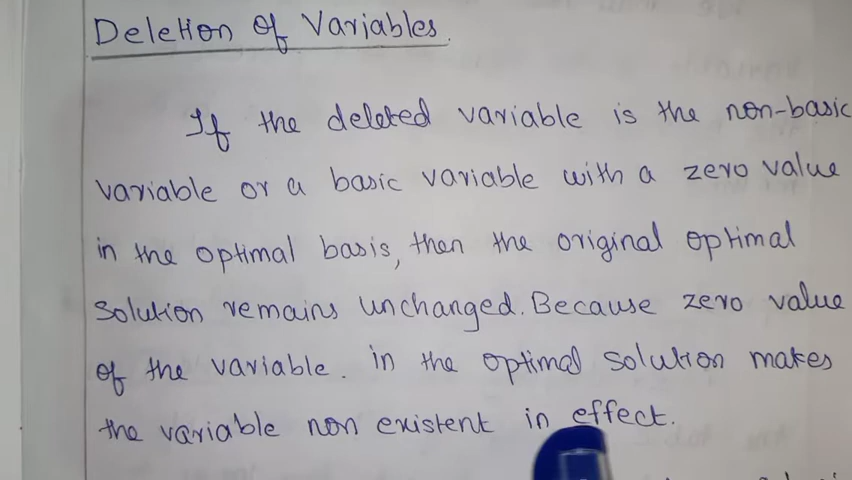 Deletion of Variables.
If the deleted variable is the non-basic
variable or a basic variable with a zero value
in the optimal basis, then the original optimal
solution remains unchanged. Because zero value
of the variable. in the optimal solution makes
the variable non existent in effect.